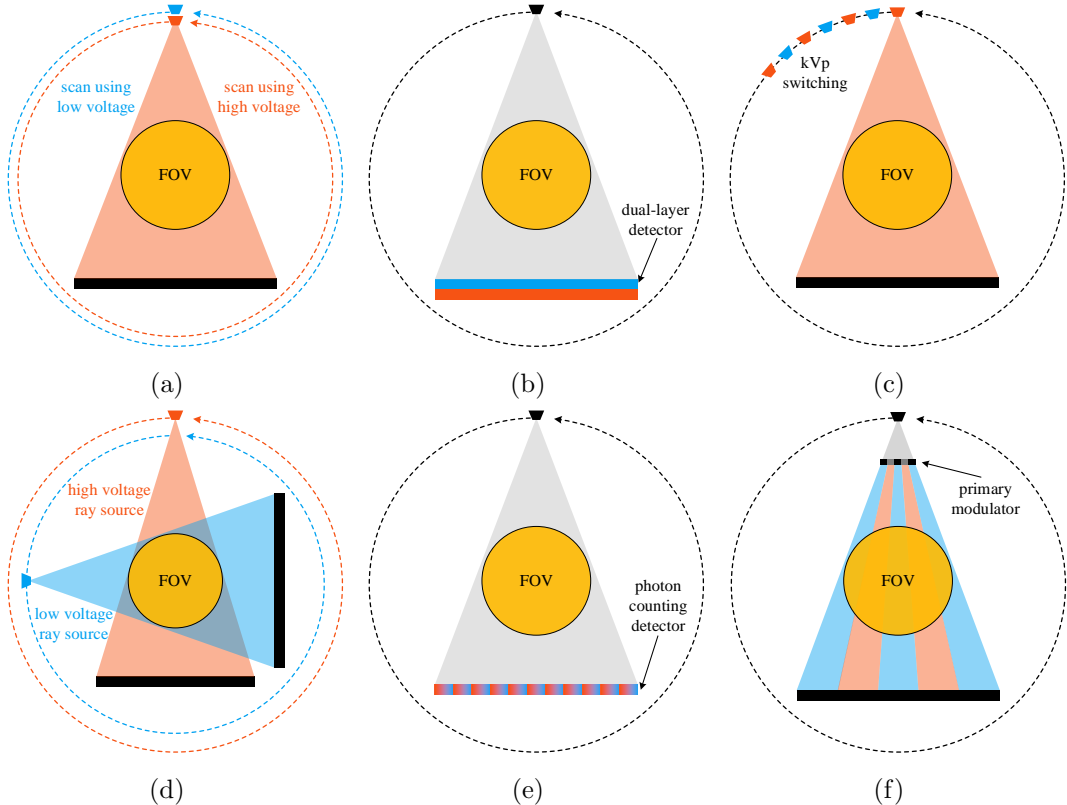 scan using
low voltage
scan using
high voltage
FOV
(a)
FOV
dual-layer
detector
(b)
kVp
switching
FOV
(c)
high voltage
ray source
FOV
low voltage
ray source
(d)
FOV
photon
counting
detector
(e)
primary
modulator
FOV
(f)